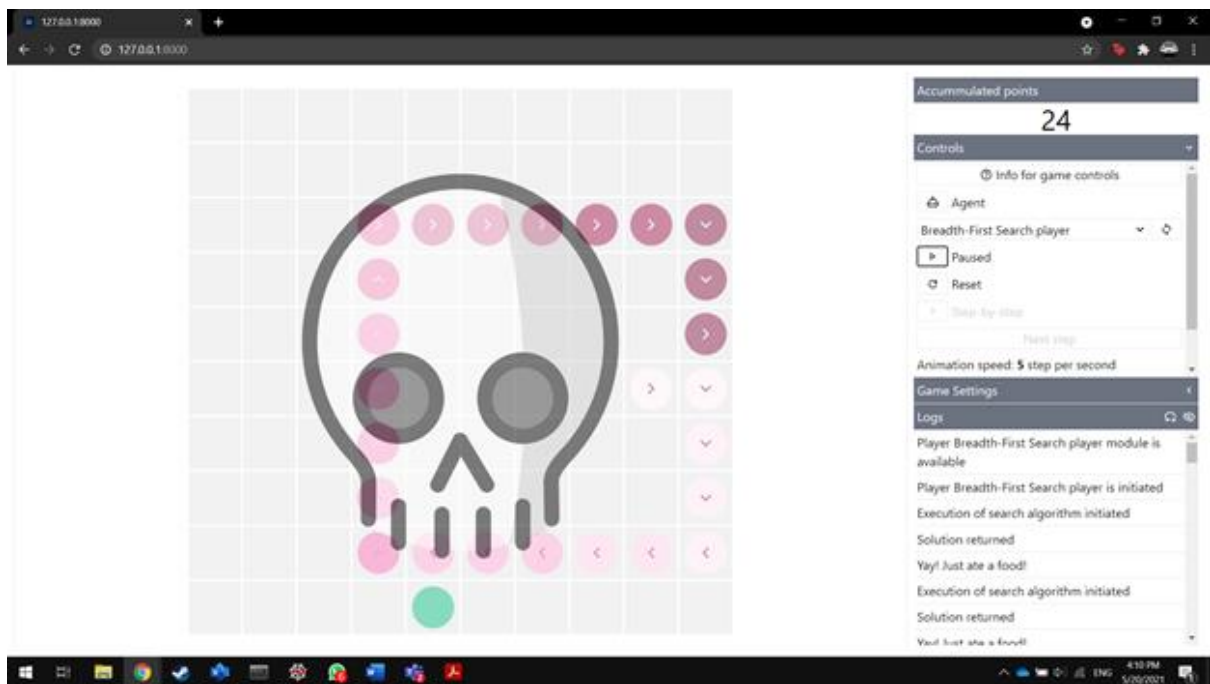 127.0.0.1:8000
127.0.0.1:8000
Accummulated points
24
Controls
Info for game controls
Agent
Breadth-First Search player
Paused
Reset
Step-by-step
Next step
Animation speed: 5 step per second
Game Settings
Logs
Player Breadth-First Search player module is
available
Player Breadth-First Search player is initiated
Execution of search algorithm initiated
Solution returned
Yay! Just ate a food!
Execution of search algorithm initiated
Solution returned
Yay! Just ate a food!
ENG
4:10 PM
5/20/2021